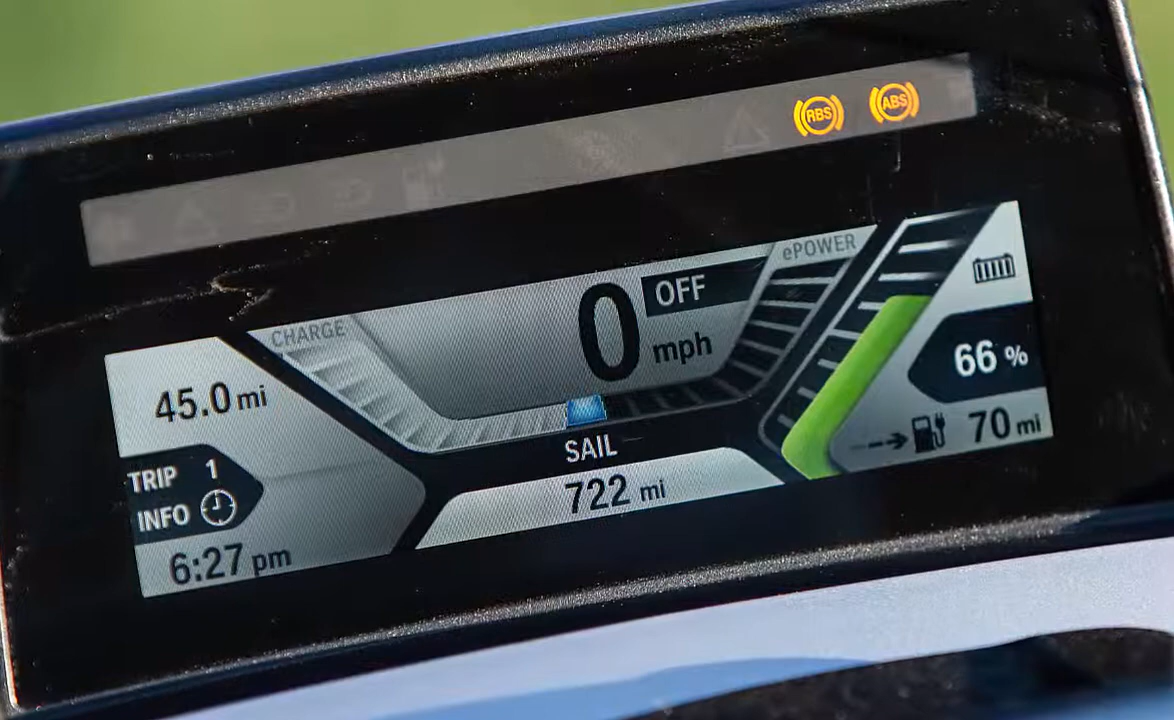 RBS ABS
CHARGE
ePOWER
0 OFF
mph
45.0 mi
66 %
SAIL
70 mi
TRIP 1
722 mi
INFO
6:27 pm